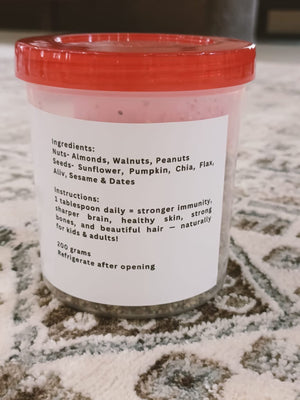 Ingredients:
Nuts- Almonds, Walnuts, Peanuts
Seeds- Sunflower, Pumpkin, Chia, Flax,
Aliv, Sesame & Dates
Instructions:
1 tablespoon daily = stronger immunity,
sharper brain, healthy skin, strong
bones, and beautiful hair — naturally
for kids & adults!
200 grams
Refrigerate after opening